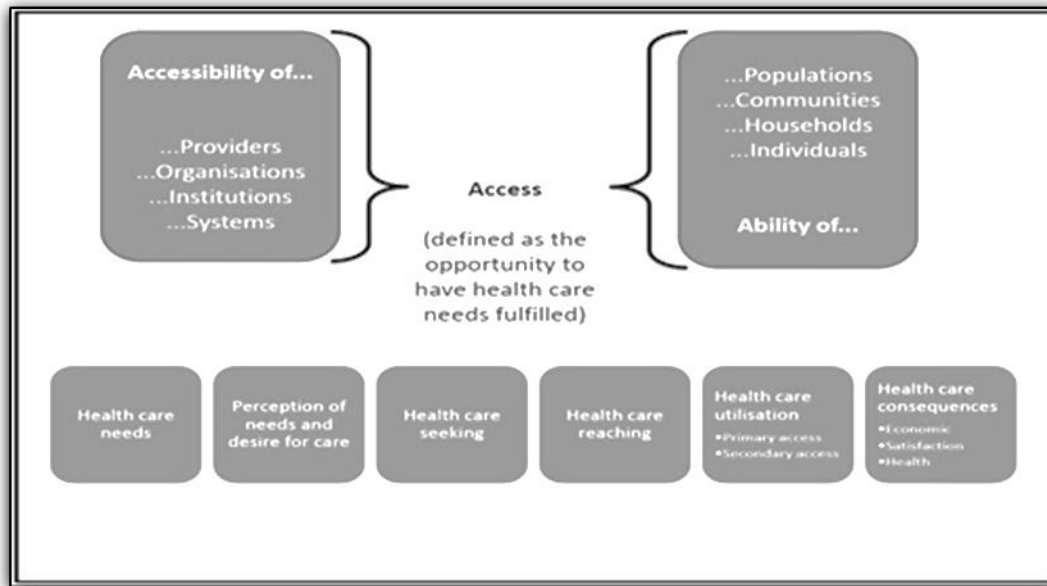 Accessibility of...
...Providers
...Organisations
...Institutions
...Systems
Access
(defined as the
opportunity to
have health care
needs fulfilled)
...Populations
...Communities
...Households
...Individuals
Ability of...
Health care
needs
Perception of
needs and
desire for care
Health care
seeking
Health care
reaching
Health care
utilisation
•Primary access
•Secondary access
Health care
consequences
•Economic
•Satisfaction
•Health